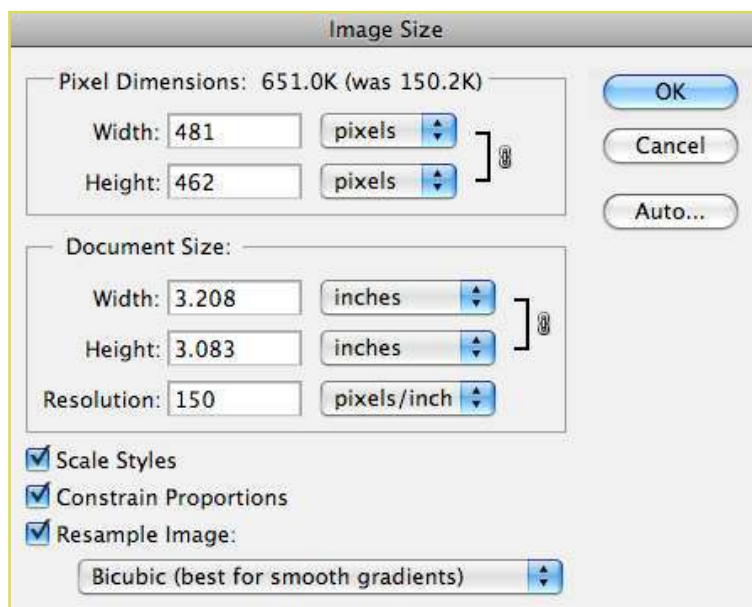 Image Size
Pixel Dimensions: 651.0K (was 150.2K)
Width: 481 pixels
Height: 462 pixels
OK
Cancel
Auto...
Document Size:
Width: 3.208 inches
Height: 3.083 inches
Resolution: 150 pixels/inch
Scale Styles
Constrain Proportions
Resample Image:
Bicubic (best for smooth gradients)